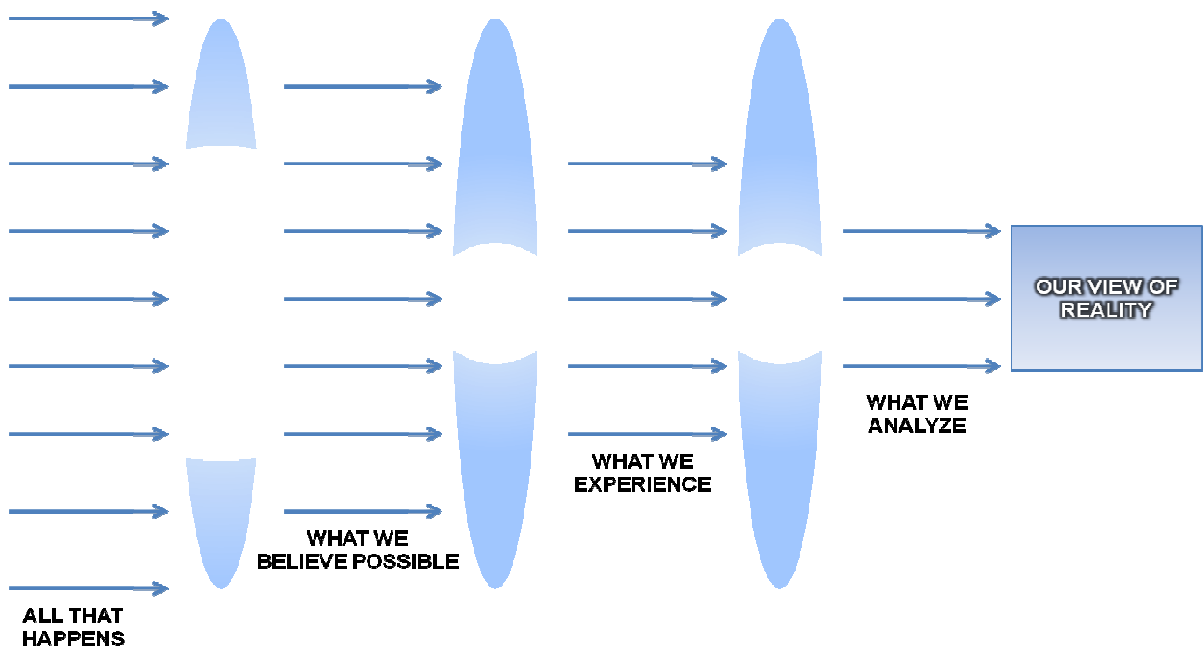 OUR VIEW OF
REALITY
WHAT WE
ANALYZE
WHAT WE
EXPERIENCE
WHAT WE
BELIEVE POSSIBLE
ALL THAT
HAPPENS